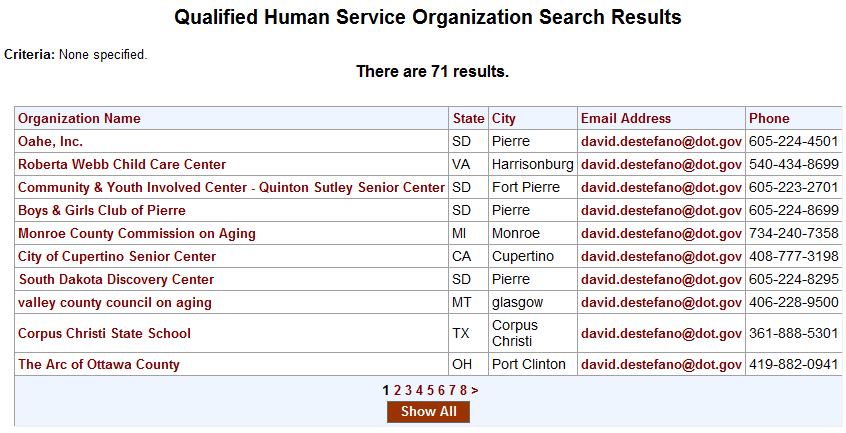 Qualified Human Service Organization Search Results
Criteria: None specified.
There are 71 results.
Organization Name State City Email Address Phone
Oahe, Inc. SD Pierre david.destefano@dot.gov 605-224-4501
Roberta Webb Child Care Center VA Harrisonburg david.destefano@dot.gov 540-434-8699
Community & Youth Involved Center - Quinton Sutley Senior Center SD Fort Pierre david.destefano@dot.gov 605-223-2701
Boys & Girls Club of Pierre SD Pierre david.destefano@dot.gov 605-224-8699
Monroe County Commission on Aging MI Monroe david.destefano@dot.gov 734-240-7358
City of Cupertino Senior Center CA Cupertino david.destefano@dot.gov 408-777-3198
South Dakota Discovery Center SD Pierre david.destefano@dot.gov 605-224-8295
valley county council on aging MT glasgow david.destefano@dot.gov 406-228-9500
Corpus Christi State School TX Corpus Christi david.destefano@dot.gov 361-888-5301
The Arc of Ottawa County OH Port Clinton david.destefano@dot.gov 419-882-0941
1 2 3 4 5 6 7 8 >
Show All